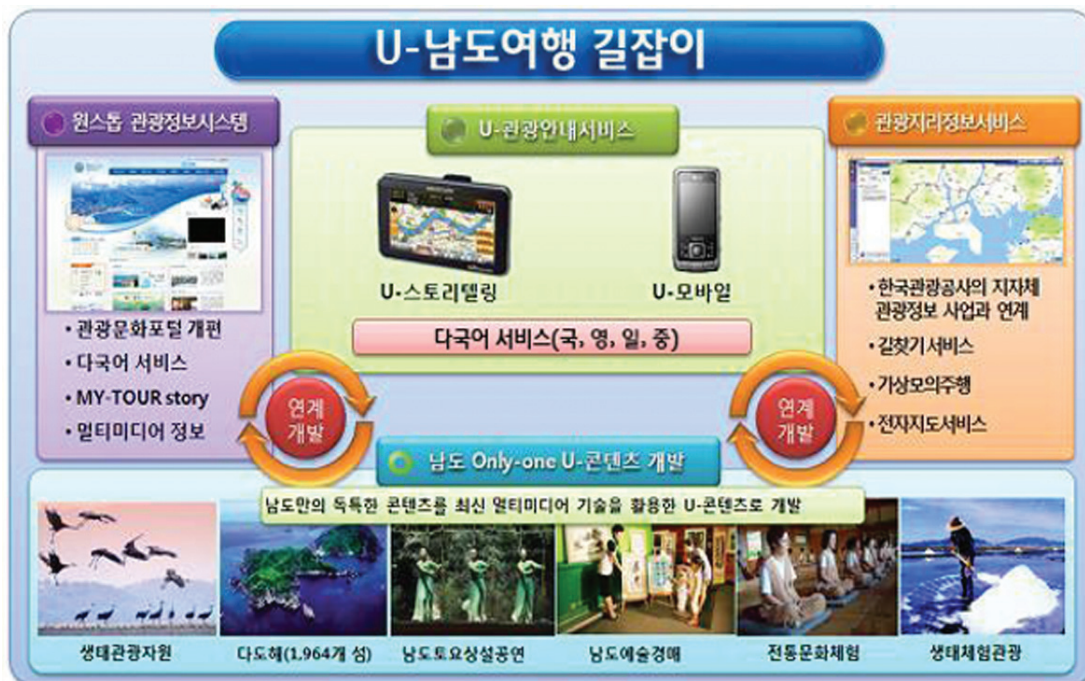 U-남도여행 길잡이
원스톱 관광정보시스템
• 관광문화포털 개편
• 다국어 서비스
• MY-TOUR story
• 멀티미디어 정보
U-관광안내서비스
U-스토리텔링
U-모바일
다국어 서비스(국, 영, 일, 중)
관광지리정보서비스
• 한국관광공사의 지자체
관광정보 사업과 연계
• 길찾기 서비스
• 가상모의주행
• 전자지도서비스
연계
개발
연계
개발
남도 Only-one U-콘텐츠 개발
남도만의 독특한 콘텐츠를 최신 멀티미디어 기술을 활용한 U-콘텐츠로 개발
생태관광자원
다도해(1,964개 섬)
남도토요상설공연
남도예술경매
전통문화체험
생태체험관광